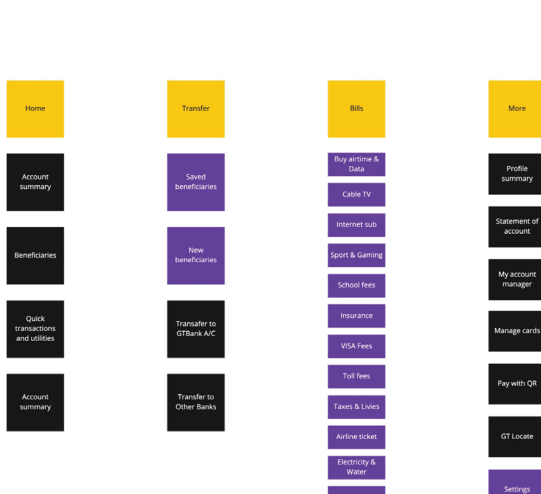 Home
Account
summary
Beneficiaries
Quick
transactions
and utilities
Account
summary
Transfer
Saved
beneficiaries
New
beneficiaries
Transafer to
GTBank A/C
Transfer to
Other Banks
Bills
Buy airtime &
Data
Cable TV
Internet sub
Sport & Gaming
School fees
Insurance
VISA Fees
Toll fees
Taxes & Livies
Airline ticket
Electricity &
Water
More
Profile
summary
Statement of
account
My account
manager
Manage cards
Pay with QR
GT Locate
Settings